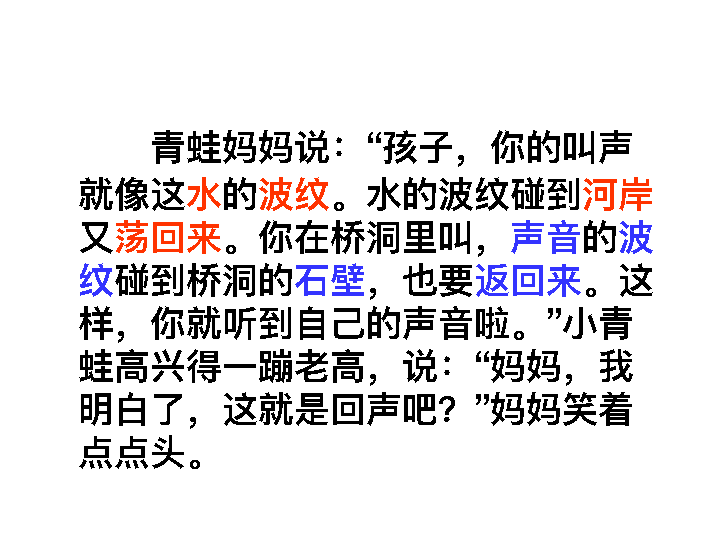 青蛙妈妈说：“孩子，你的叫声
就像这水的波纹。水的波纹碰到河岸
又荡回来。你在桥洞里叫，声音的波
纹碰到桥洞的石壁，也要返回来。这
样，你就听到自己的声音啦。”小青
蛙高兴得一蹦老高，说：“妈妈，我
明白了，这就是回声吧？”妈妈笑着
点点头。